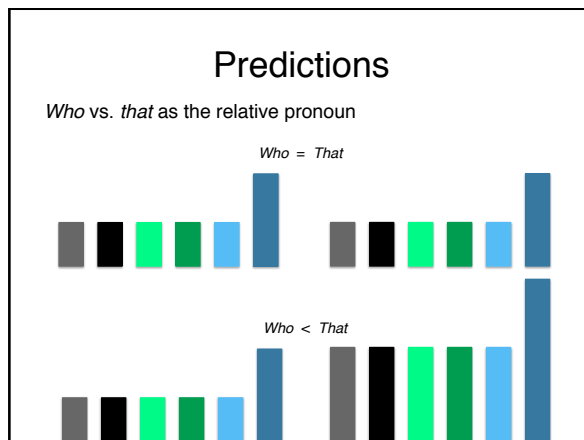 Predictions
Who vs. that as the relative pronoun
Who = That
Who < That